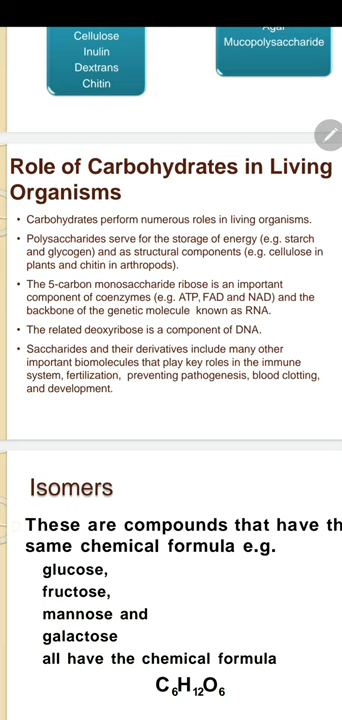 Cellulose
Inulin
Dextrans
Chitin
Agar
Mucopolysaccharide
Role of Carbohydrates in Living
Organisms
• Carbohydrates perform numerous roles in living organisms.
• Polysaccharides serve for the storage of energy (e.g. starch
and glycogen) and as structural components (e.g. cellulose in
plants and chitin in arthropods).
• The 5-carbon monosaccharide ribose is an important
component of coenzymes (e.g. ATP, FAD and NAD) and the
backbone of the genetic molecule known as RNA.
• The related deoxyribose is a component of DNA.
• Saccharides and their derivatives include many other
important biomolecules that play key roles in the immune
system, fertilization, preventing pathogenesis, blood clotting,
and development.
Isomers
These are compounds that have th
same chemical formula e.g.
glucose,
fructose,
mannose and
galactose
all have the chemical formula
C₆H₁₂O₆